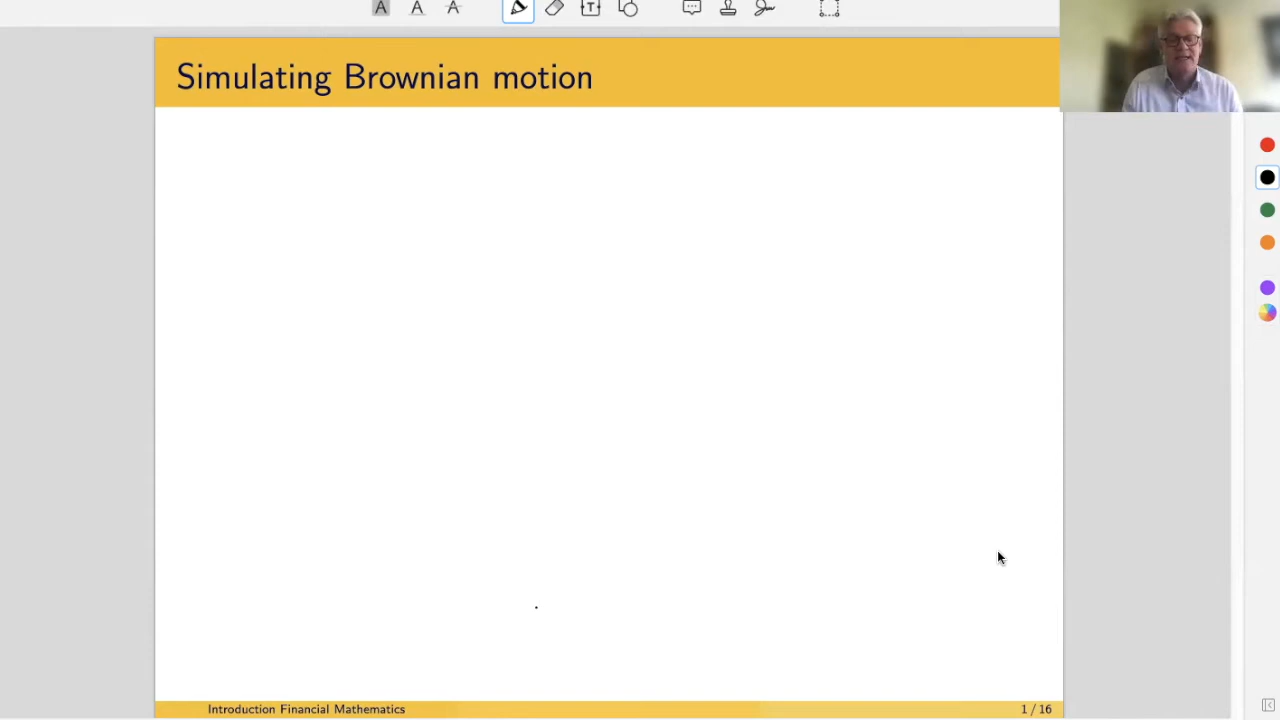 A A A T
Simulating Brownian motion
Introduction Financial Mathematics
1 / 16